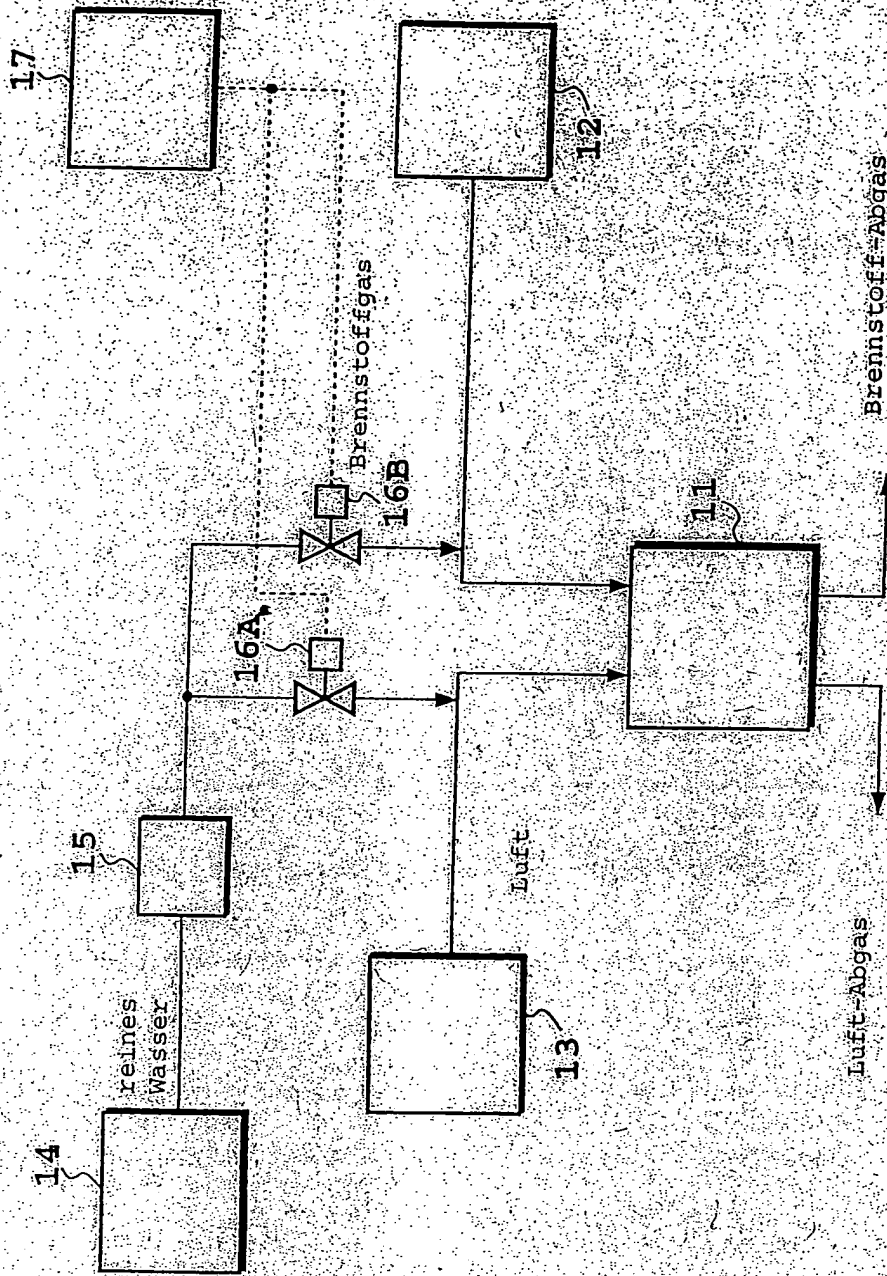 14
reines
Wasser
15
16A
16B
17
Brennstoffgas
13
Luft
12
11
Luft-Abgas
Brennstoff-Abgas